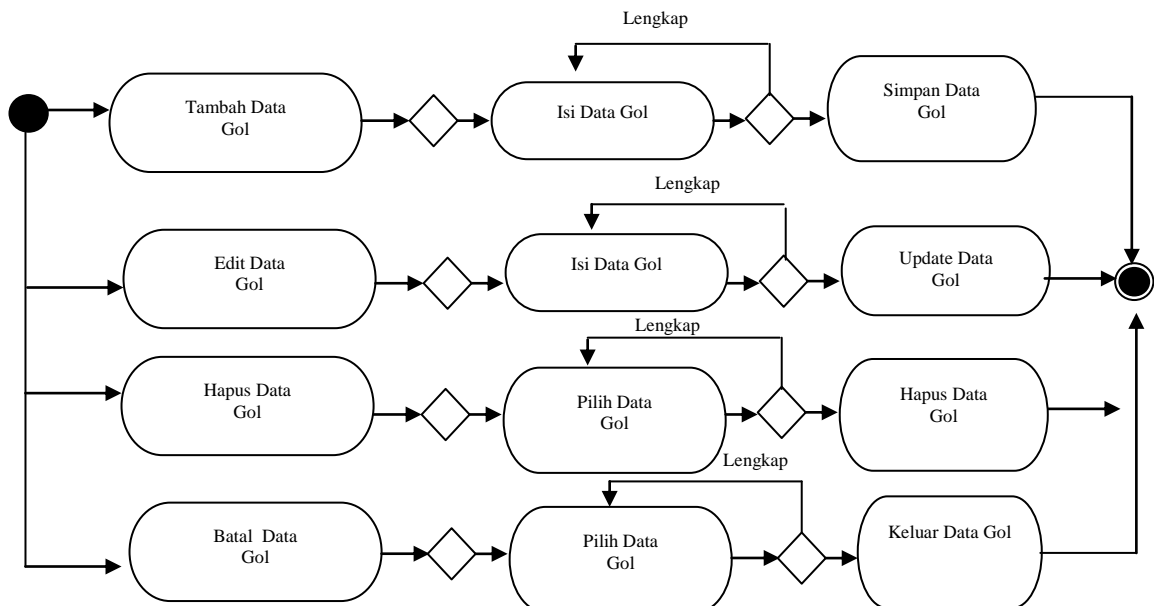 Lengkap
Tambah Data
Gol
Isi Data Gol
Simpan Data
Gol
Lengkap
Edit Data
Gol
Isi Data Gol
Update Data
Gol
Lengkap
Hapus Data
Gol
Pilih Data
Gol
Hapus Data
Gol
Lengkap
Batal  Data
Gol
Pilih Data
Gol
Keluar Data Gol